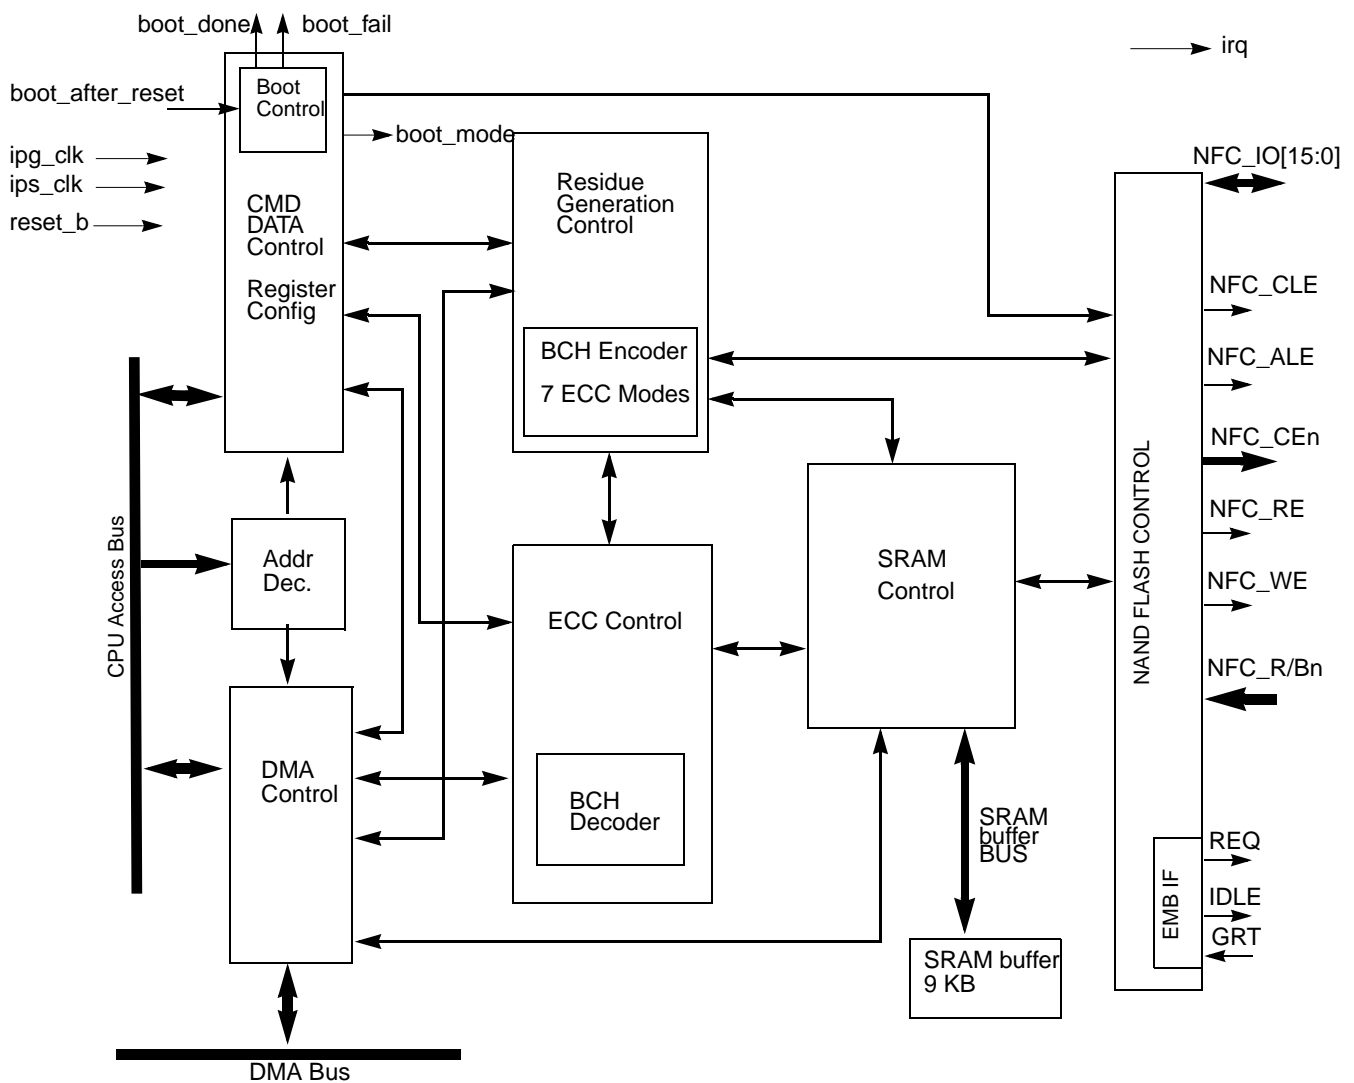 boot_done
boot_fail
irq
boot_after_reset
Boot
Control
boot_mode
ipg_clk
ips_clk
reset_b
NFC_IO[15:0]
CMD
DATA
Control
Register
Config
Residue
Generation
Control
BCH Encoder
7 ECC Modes
NFC_CLE
NFC_ALE
NFC_CEn
NFC_RE
NFC_WE
NFC_R/Bn
NAND FLASH CONTROL
CPU Access Bus
Addr
Dec.
ECC Control
SRAM
Control
DMA
Control
BCH
Decoder
SRAM
buffer
BUS
REQ
IDLE
GRT
EMB IF
SRAM buffer
9 KB
DMA Bus